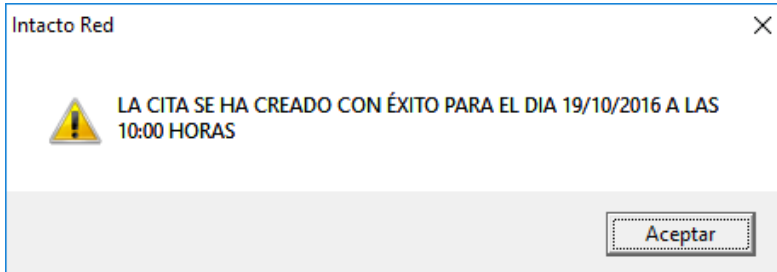 Intacto Red
LA CITA SE HA CREADO CON ÉXITO PARA EL DIA 19/10/2016 A LAS
10:00 HORAS
Aceptar